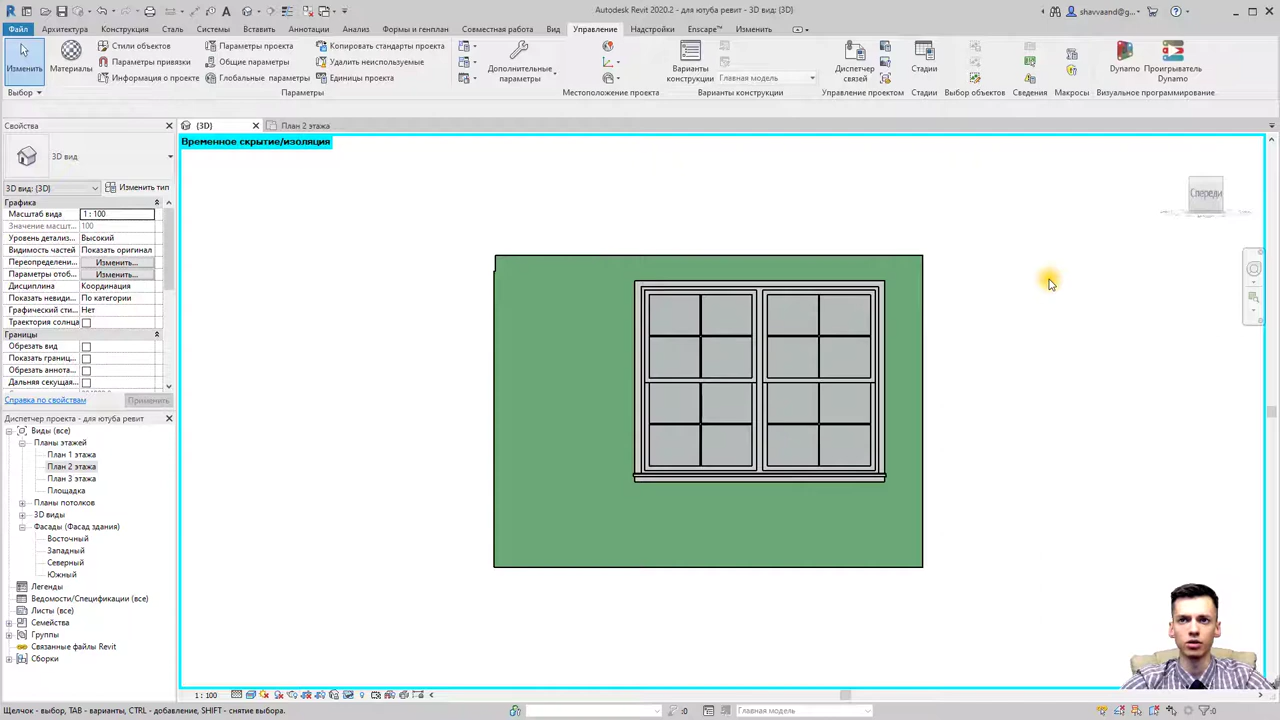 Autodesk Revit 2020.2 - для ютуба ревит - 3D вид: {3D}
shavvaand@g...
Файл Архитектура Конструкция Сталь Системы Вставить Аннотации Анализ Формы и генплан Совместная работа Вид Управление Надстройки Enscape™ Изменить
Изменить
Материалы
Стили объектов
Параметры привязки
Информация о проекте
Параметры проекта
Общие параметры
Глобальные параметры
Копировать стандарты проекта
Удалить неиспользуемые
Единицы проекта
Дополнительные параметры
Варианты конструкции
Главная модель
Диспетчер связей
Стадии
Dynamo
Проигрыватель Dynamo
Выбор Параметры Местоположение проекта Варианты конструкции Управление проектом Стадии Выбор объектов Сведения Макросы Визуальное программирование
Свойства
{3D}
План 2 этажа
Временное скрытие/изоляция
3D вид
3D вид: {3D}
Изменить тип
Графика
Масштаб вида 1 : 100
Значение масшт... 100
Уровень детализ... Высокий
Видимость частей Показать оригинал
Переопределени... Изменить...
Параметры отоб... Изменить...
Дисциплина Координация
Показать невиди... По категории
Графический сти... Нет
Траектория солнца
Границы
Обрезать вид
Показать границ...
Обрезать аннота...
Дальняя секущая...
Справка по свойствам
Применить
Диспетчер проекта - для ютуба ревит
Виды (все)
Планы этажей
План 1 этажа
План 2 этажа
План 3 этажа
Площадка
Планы потолков
3D виды
Фасады (Фасад здания)
Восточный
Западный
Северный
Южный
Легенды
Ведомости/Спецификации (все)
Листы (все)
Семейства
Группы
Связанные файлы Revit
Сборки
Спереди
1 : 100
Щелчок - выбор, TAB - варианты, CTRL - добавление, SHIFT - снятие выбора.
:0
Главная модель
:0